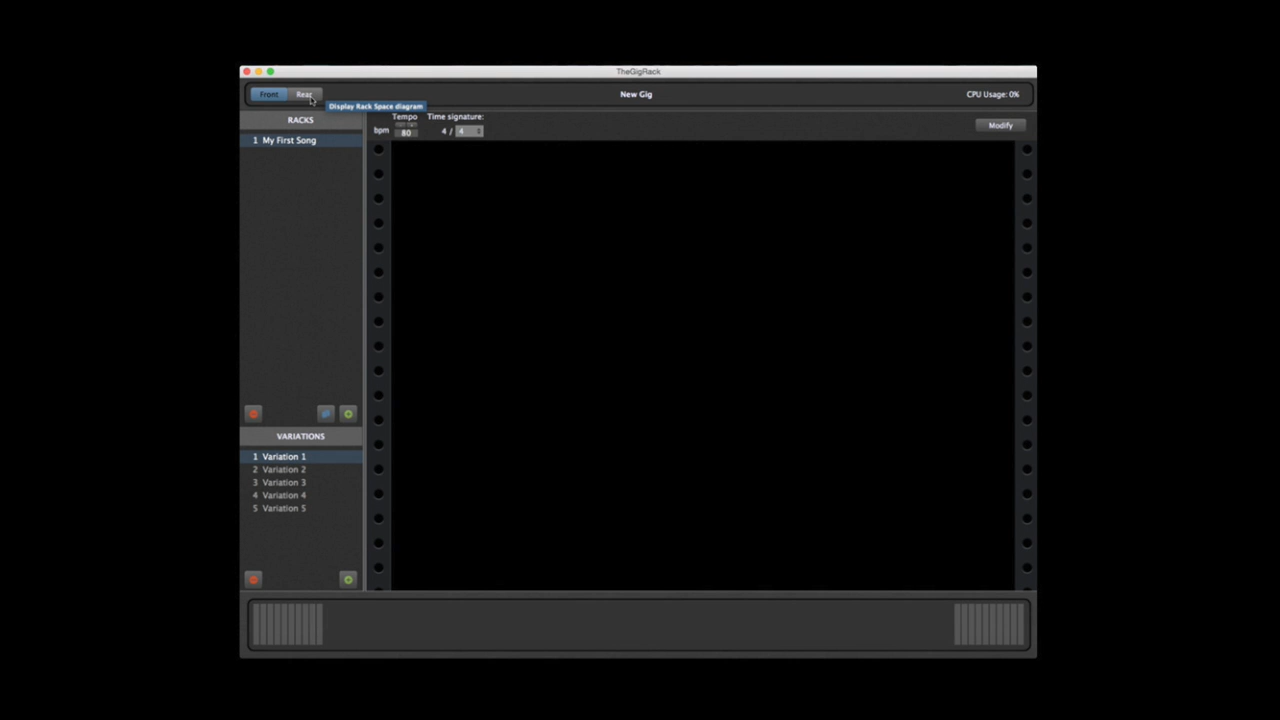 TheGigRack
Front Rear New Gig CPU Usage: 0%
Display Rack Space diagram
RACKS Tempo Time signature:
bpm 80 4 / 4 Modify
1 My First Song
VARIATIONS
1 Variation 1
2 Variation 2
3 Variation 3
4 Variation 4
5 Variation 5